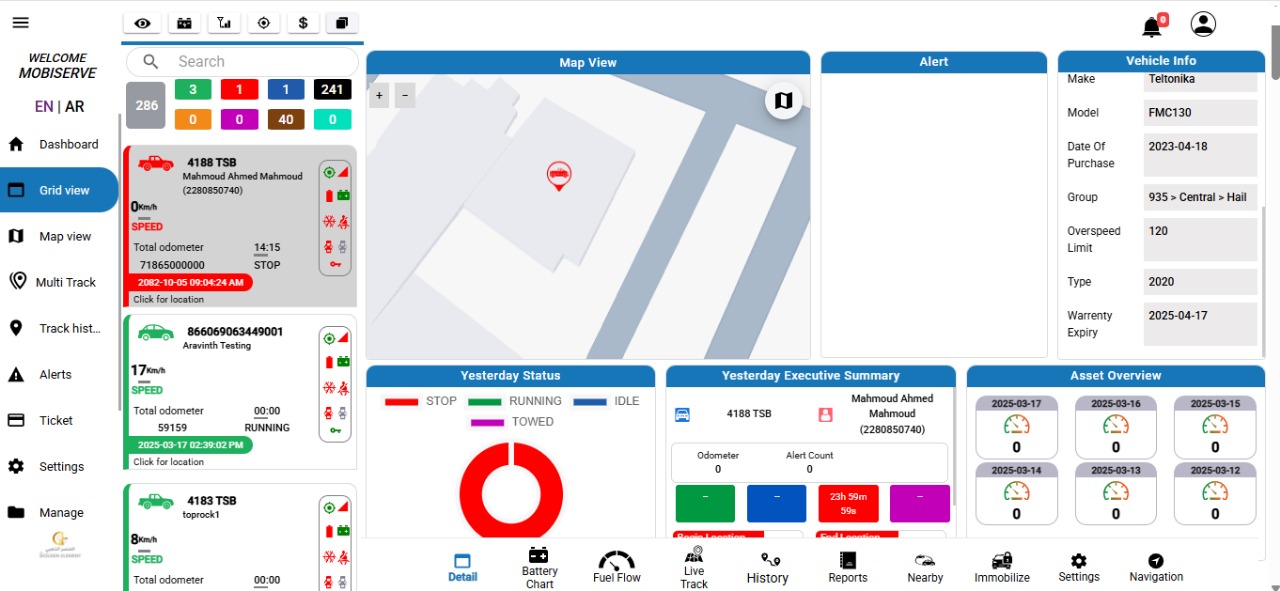 WELCOME
MOBISERVE
EN | AR
Dashboard
Grid view
Map view
Multi Track
Track hist...
Alerts
Ticket
Settings
Manage
GOLDEN ELEMENT
$
Search
286
3
1
1
241
0
0
40
0
4188 TSB
Mahmoud Ahmed Mahmoud
(2280850740)
0Km/h
SPEED
Total odometer
14:15
71865000000
STOP
2082-10-05 09:04:24 AM
Click for location
866069063449001
Aravinth Testing
17Km/h
SPEED
Total odometer
00:00
59159
RUNNING
2025-03-17 02:39:02 PM
Click for location
4183 TSB
toprock1
8Km/h
SPEED
Total odometer
00:00
0
Map View
+
−
Alert
Vehicle Info
Make
Teltonika
Model
FMC130
Date Of
Purchase
2023-04-18
Group
935 > Central > Hail
Overspeed
Limit
120
Type
2020
Warrenty
Expiry
2025-04-17
Yesterday Status
STOP
RUNNING
IDLE
TOWED
Yesterday Executive Summary
4188 TSB
Mahmoud Ahmed
Mahmoud
(2280850740)
Odometer
0
Alert Count
0
–
–
23h 59m
59s
–
Begin Location
End Location
Asset Overview
2025-03-17
0
2025-03-16
0
2025-03-15
0
2025-03-14
0
2025-03-13
0
2025-03-12
0
Detail
Battery
Chart
Fuel Flow
Live
Track
History
Reports
Nearby
Immobilize
Settings
Navigation